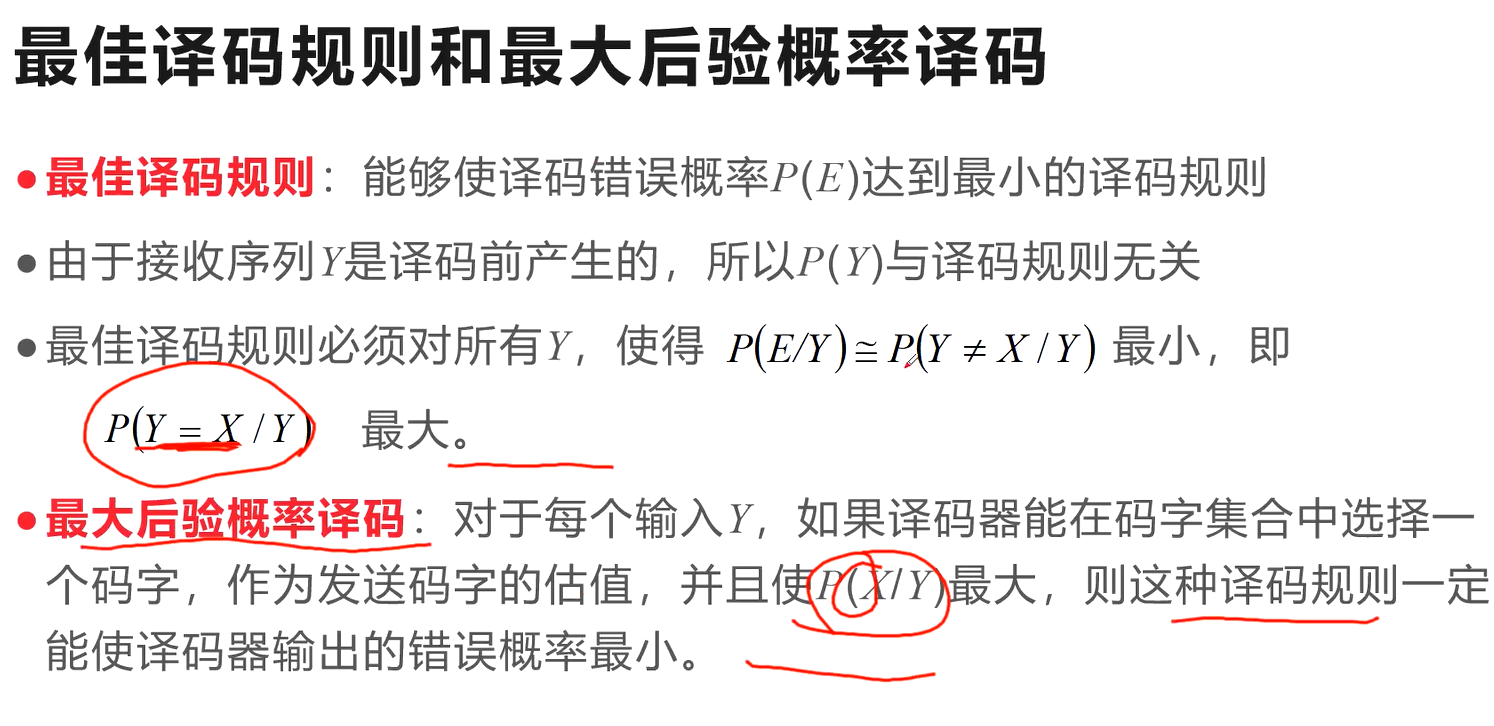 最佳译码规则和最大后验概率译码
●最佳译码规则：能够使译码错误概率P(E)达到最小的译码规则
●由于接收序列Y是译码前产生的，所以P(Y)与译码规则无关
●最佳译码规则必须对所有Y，使得 P(E/Y)≅P(Y ≠ X / Y) 最小，即
P(Y = X / Y) 最大。
●最大后验概率译码：对于每个输入Y，如果译码器能在码字集合中选择一
个码字，作为发送码字的估值，并且使P(X/Y)最大，则这种译码规则一定
能使译码器输出的错误概率最小。